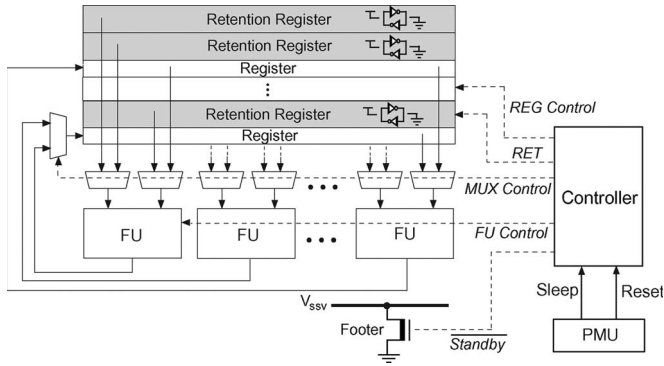 Retention Register
Retention Register
Register
Retention Register
Register
REG Control
RET
MUX Control
Controller
FU
FU
FU
FU Control
Sleep
Reset
Vssv
Footer
Standby
PMU